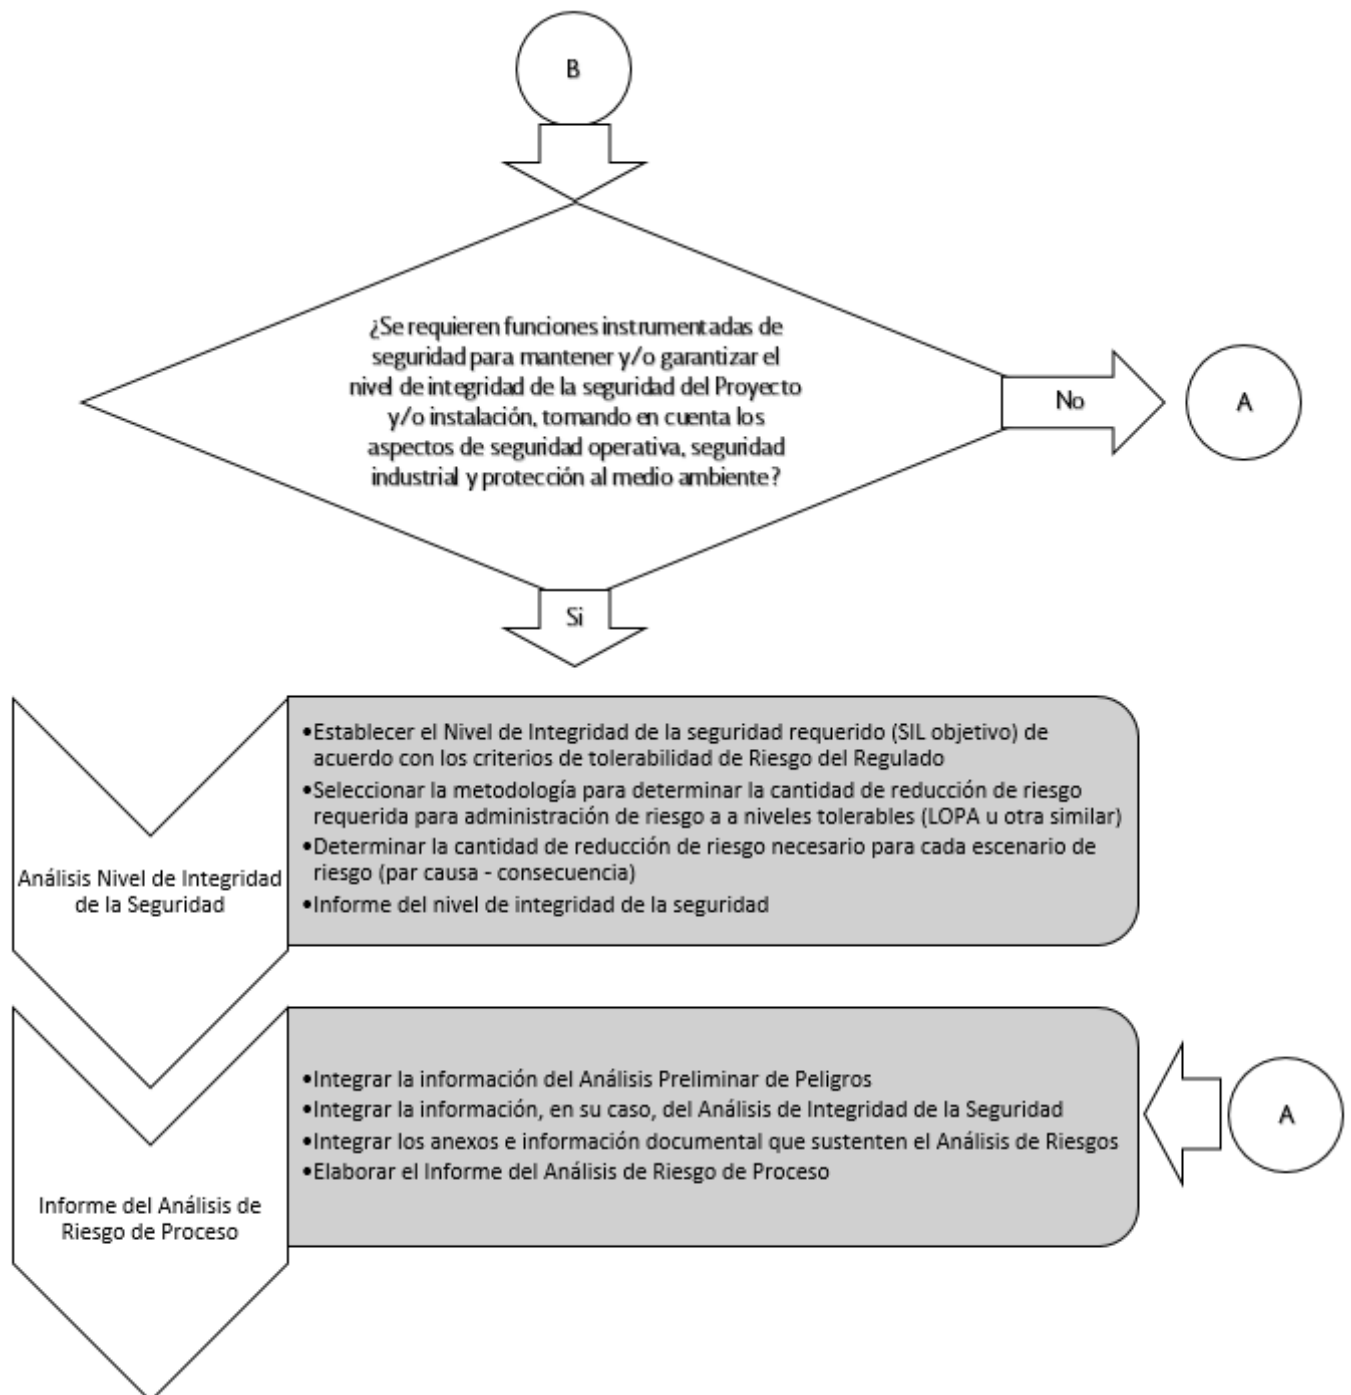 B
¿Se requieren funciones instrumentadas de
seguridad para mantener y/o garantizar el
nivel de integridad de la seguridad del Proyecto
y/o instalación, tomando en cuenta los
aspectos de seguridad operativa, seguridad
industrial y protección al medio ambiente?
No
A
Si
Análisis Nivel de Integridad
de la Seguridad
•Establecer el Nivel de Integridad de la seguridad requerido (SIL objetivo) de
acuerdo con los criterios de tolerabilidad de Riesgo del Regulado
•Seleccionar la metodología para determinar la cantidad de reducción de riesgo
requerida para administración de riesgo a a niveles tolerables (LOPA u otra similar)
•Determinar la cantidad de reducción de riesgo necesario para cada escenario de
riesgo (par causa - consecuencia)
•Informe del nivel de integridad de la seguridad
Informe del Análisis de
Riesgo de Proceso
•Integrar la información del Análisis Preliminar de Peligros
•Integrar la información, en su caso, del Análisis de Integridad de la Seguridad
•Integrar los anexos e información documental que sustenten el Análisis de Riesgos
•Elaborar el Informe del Análisis de Riesgo de Proceso
A